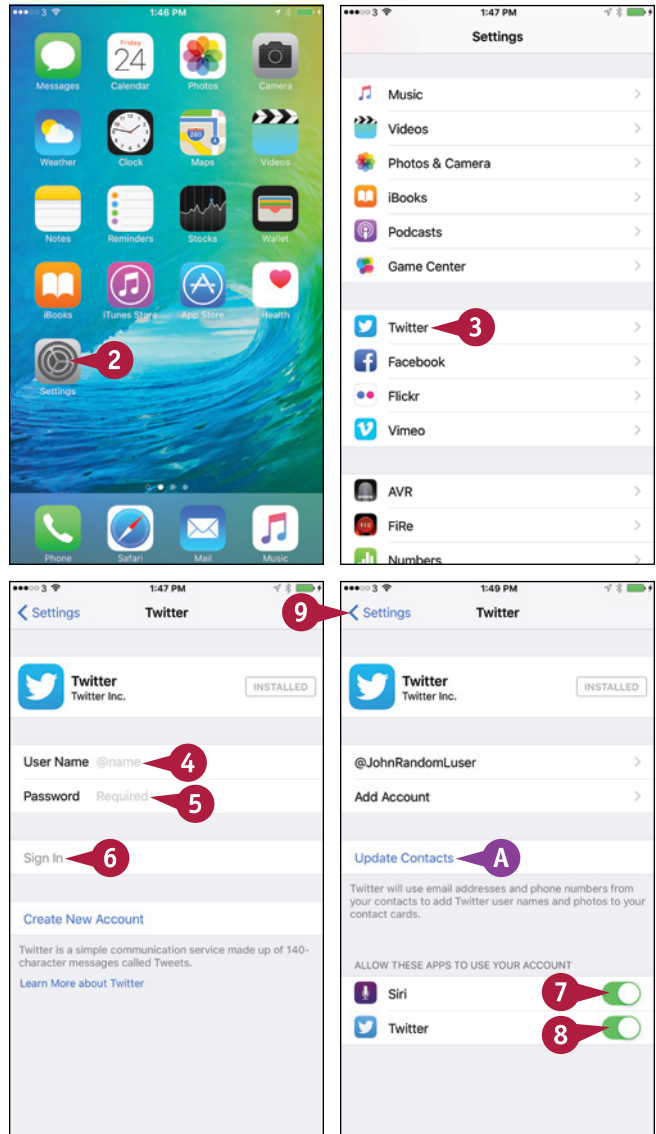 3 1:46 PM
Messages Friday 24 Calendar Photos Camera
Weather Clock 280 Maps Videos
Notes Reminders Stocks Wallet
iBooks iTunes Store App Store Health
2
Settings
Phone Safari Mail Music
3 1:47 PM
Settings
Music
Videos
Photos & Camera
iBooks
Podcasts
Game Center
Twitter 3
Facebook
Flickr
Vimeo
AVR
FiRe
Numbers
3 1:47 PM
Settings Twitter
Twitter
Twitter Inc.
INSTALLED
User Name @name 4
Password Required 5
Sign In 6
Create New Account
Twitter is a simple communication service made up of 140-
character messages called Tweets.
Learn More about Twitter
3 1:49 PM
9 Settings Twitter
Twitter
Twitter Inc.
INSTALLED
@JohnRandomLuser
Add Account
Update Contacts A
Twitter will use email addresses and phone numbers from
your contacts to add Twitter user names and photos to your
contact cards.
ALLOW THESE APPS TO USE YOUR ACCOUNT
Siri 7
Twitter 8